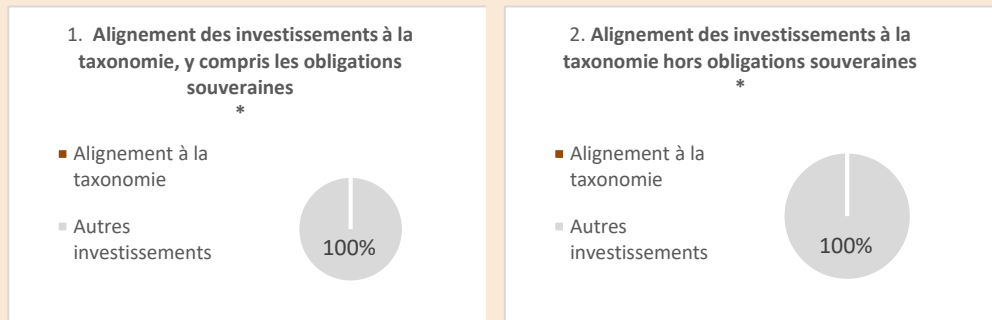 1. Alignement des investissements à la
taxonomie, y compris les obligations
souveraines
*
Alignement à la
taxonomie
Autres
investissements
100%
2. Alignement des investissements à la
taxonomie hors obligations souveraines
*
Alignement à la
taxonomie
Autres
investissements
100%